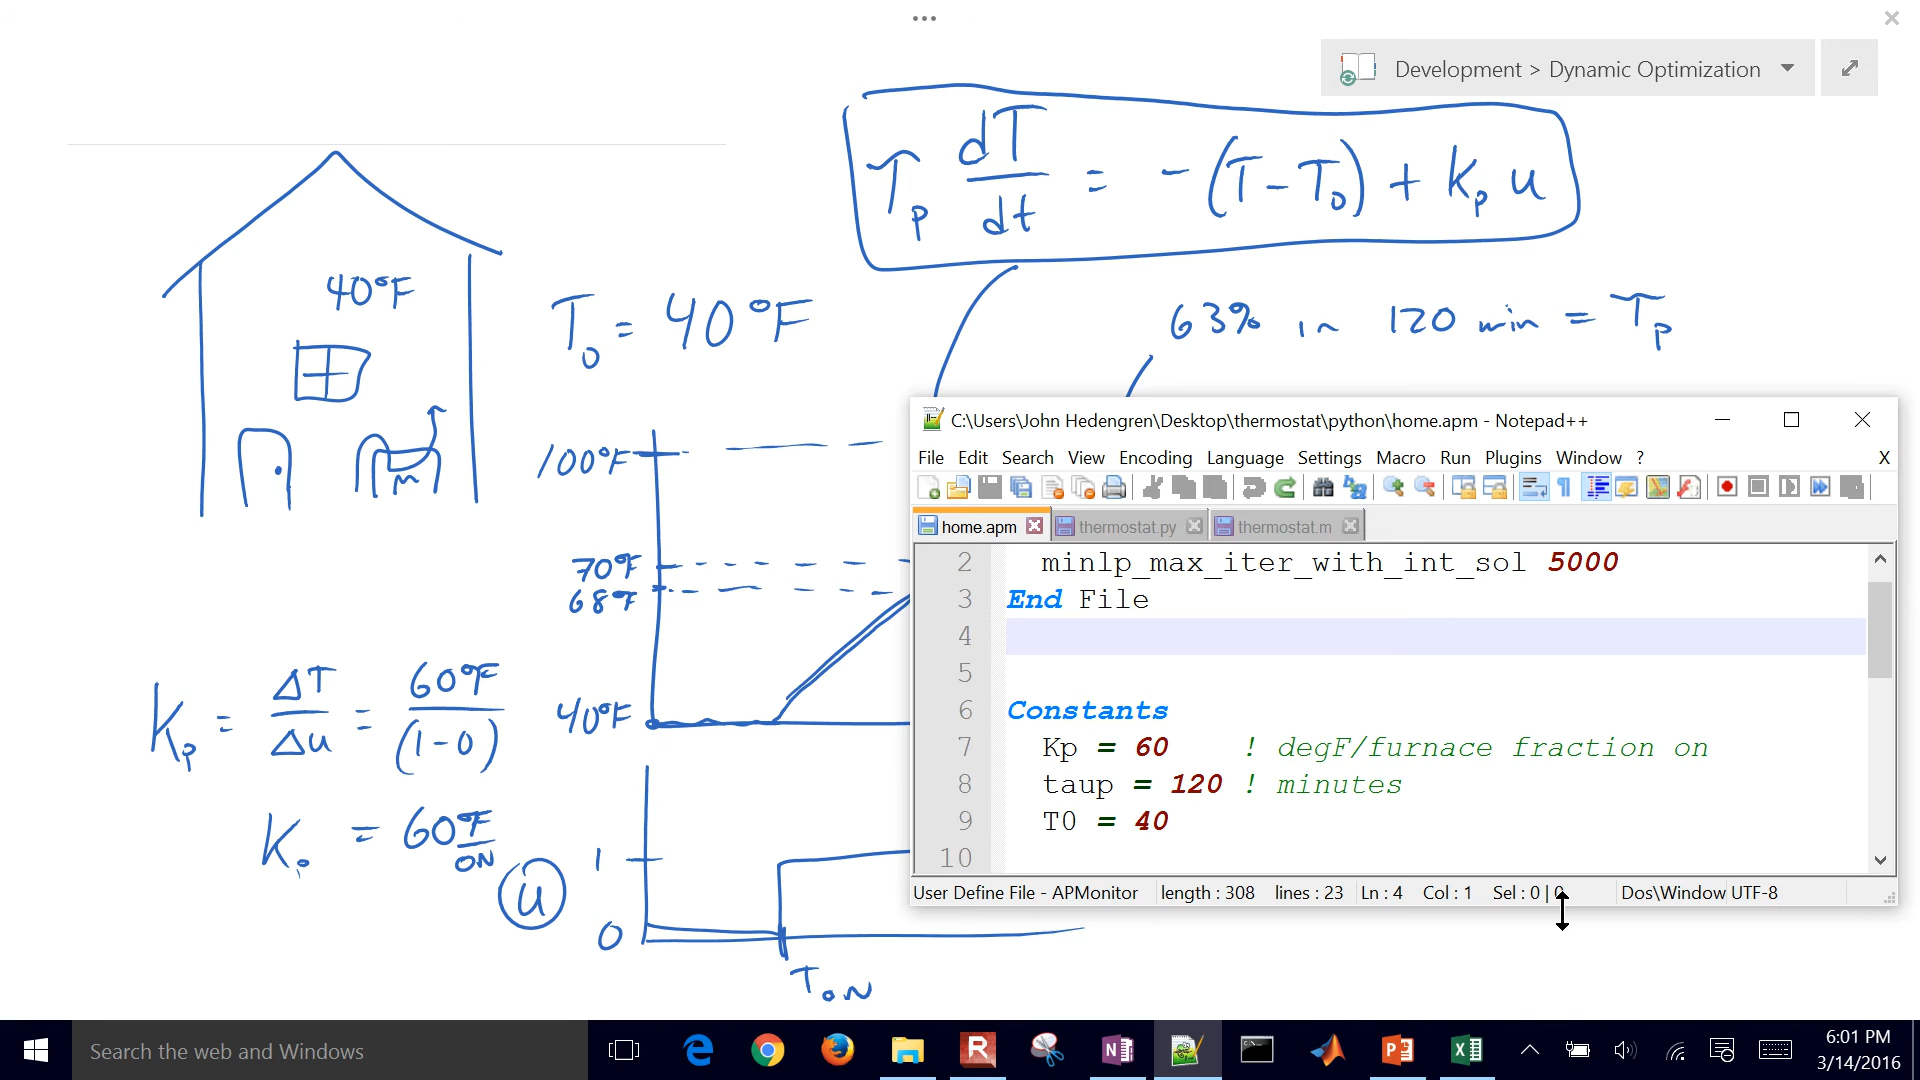 Development > Dynamic Optimization
τp dT/dt = -(T-T0) + Kp u
40°F
T0 = 40°F
63% in 120 min = τp
100°F
70°F
68°F
40°F
Kp = ΔT/Δu = 60°F/(1-0)
Kp = 60 °F/ON
u
1
0
TON
C:\Users\John Hedengren\Desktop\thermostat\python\home.apm - Notepad++
File Edit Search View Encoding Language Settings Macro Run Plugins Window ? X
home.apm thermostat.py thermostat.m
2 minlp_max_iter_with_int_sol 5000
3 End File
4
5
6 Constants
7 Kp = 60 ! degF/furnace fraction on
8 taup = 120 ! minutes
9 T0 = 40
10
User Define File - APMonitor length : 308 lines : 23 Ln : 4 Col : 1 Sel : 0 | 0 Dos\Window UTF-8
Search the web and Windows
6:01 PM
3/14/2016